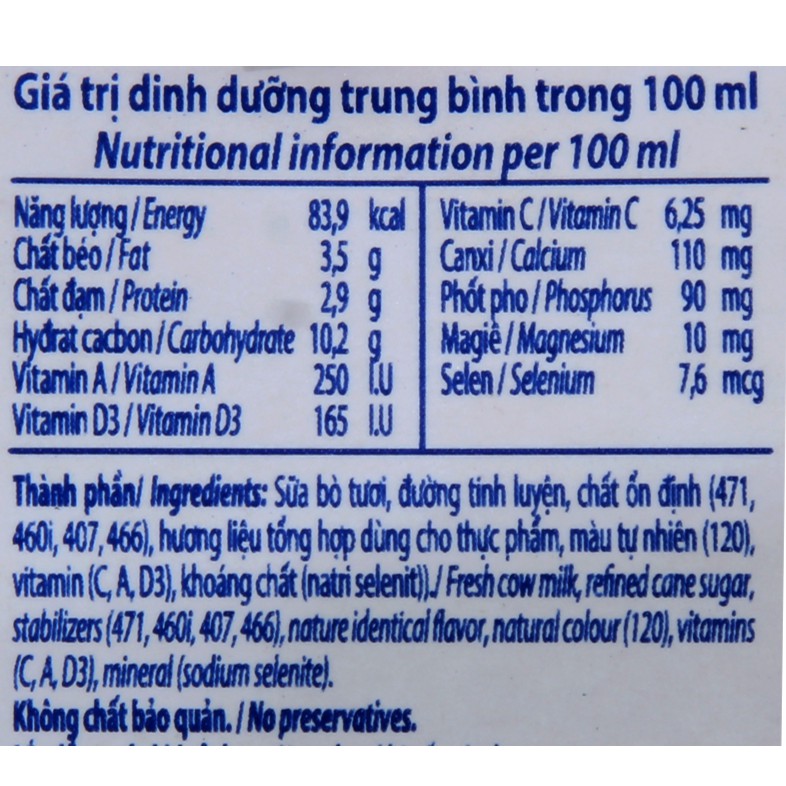 Giá trị dinh dưỡng trung bình trong 100 ml
Nutritional information per 100 ml
Năng lượng / Energy 83,9 kcal
Chất béo / Fat 3,5 g
Chất đạm / Protein 2,9 g
Hyđrat cacbon / Carbohydrate 10,2 g
Vitamin A / Vitamin A 250 I.U
Vitamin D3 / Vitamin D3 165 I.U
Vitamin C / Vitamin C 6,25 mg
Canxi / Calcium 110 mg
Phốt pho / Phosphorus 90 mg
Magiê / Magnesium 10 mg
Selen / Selenium 7,6 mcg
Thành phần/ Ingredients: Sữa bò tươi, đường tinh luyện, chất ổn định (471,
460i, 407, 466), hương liệu tổng hợp dùng cho thực phẩm, màu tự nhiên (120),
vitamin (C, A, D3), khoáng chất (natri selenit))./ Fresh cow milk, refined cane sugar,
stabilizers (471, 460i, 407, 466), nature identical flavor, natural colour (120), vitamins
(C, A, D3), mineral (sodium selenite).
Không chất bảo quản. / No preservatives.